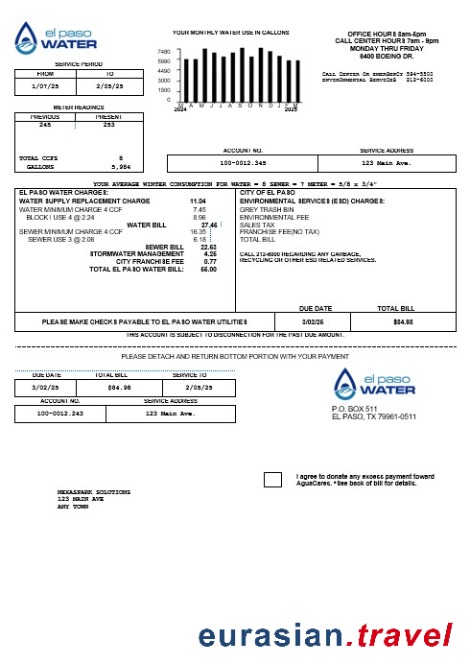 el paso
WATER
YOUR MONTHLY WATER USE IN GALLONS
OFFICE HOURS 8am-5pm
CALL CENTER HOURS 7am - 6pm
MONDAY THRU FRIDAY
6400 BOEING DR.
CALL CENTER OR EMERGENCY 594-5500
ENVIRONMENTAL SERVICES 212-6000
SERVICE PERIOD
FROM TO
1/07/25 2/05/25
7480
5990
4490
3000
1500
0
2024 2025
METER READINGS
PREVIOUS PRESENT
245 253
TOTAL CCFS 8
GALLONS 5,984
ACCOUNT NO. SERVICE ADDRESS
100-0012.345 123 Main Ave.
YOUR AVERAGE WINTER CONSUMPTION FOR WATER = 8 SEWER = 7 METER = 5/8 x 3/4"
EL PASO WATER CHARGES:
WATER SUPPLY REPLACEMENT CHARGE 11.04
WATER MINIMUM CHARGE 4 CCF 7.45
BLOCK I USE 4 @ 2.24 8.96
WATER BILL 27.45
SEWER MINIMUM CHARGE 4 CCF 16.35
SEWER USE 3 @ 2.06 6.18
SEWER BILL 22.53
STORMWATER MANAGEMENT 4.25
CITY FRANCHISE FEE 0.77
TOTAL EL PASO WATER BILL: 55.00
CITY OF EL PASO
ENVIRONMENTAL SERVICES (ESD) CHARGES:
GREY TRASH BIN
ENVIRONMENTAL FEE
SALES TAX
FRANCHISE FEE(NO TAX)
TOTAL BILL
CALL 212-6000 REGARDING ANY GARBAGE,
RECYCLING OR OTHER ESD RELATED SERVICES.
DUE DATE TOTAL BILL
PLEASE MAKE CHECKS PAYABLE TO EL PASO WATER UTILITIES 3/02/25 $84.98
THIS ACCOUNT IS SUBJECT TO DISCONNECTION FOR THE PAST DUE AMOUNT.
PLEASE DETACH AND RETURN BOTTOM PORTION WITH YOUR PAYMENT
DUE DATE TOTAL BILL SERVICE TO
3/02/25 $84.98 2/05/25
ACCOUNT NO. SERVICE ADDRESS
100-0012.243 123 Main Ave.
el paso
WATER
P.O. BOX 511
EL PASO, TX 79961-0511
I agree to donate any excess payment toward
AguaCares. *See back of bill for details.
NEXASPARK SOLUTIONS
123 MAIN AVE
ANY TOWN
eurasian.travel